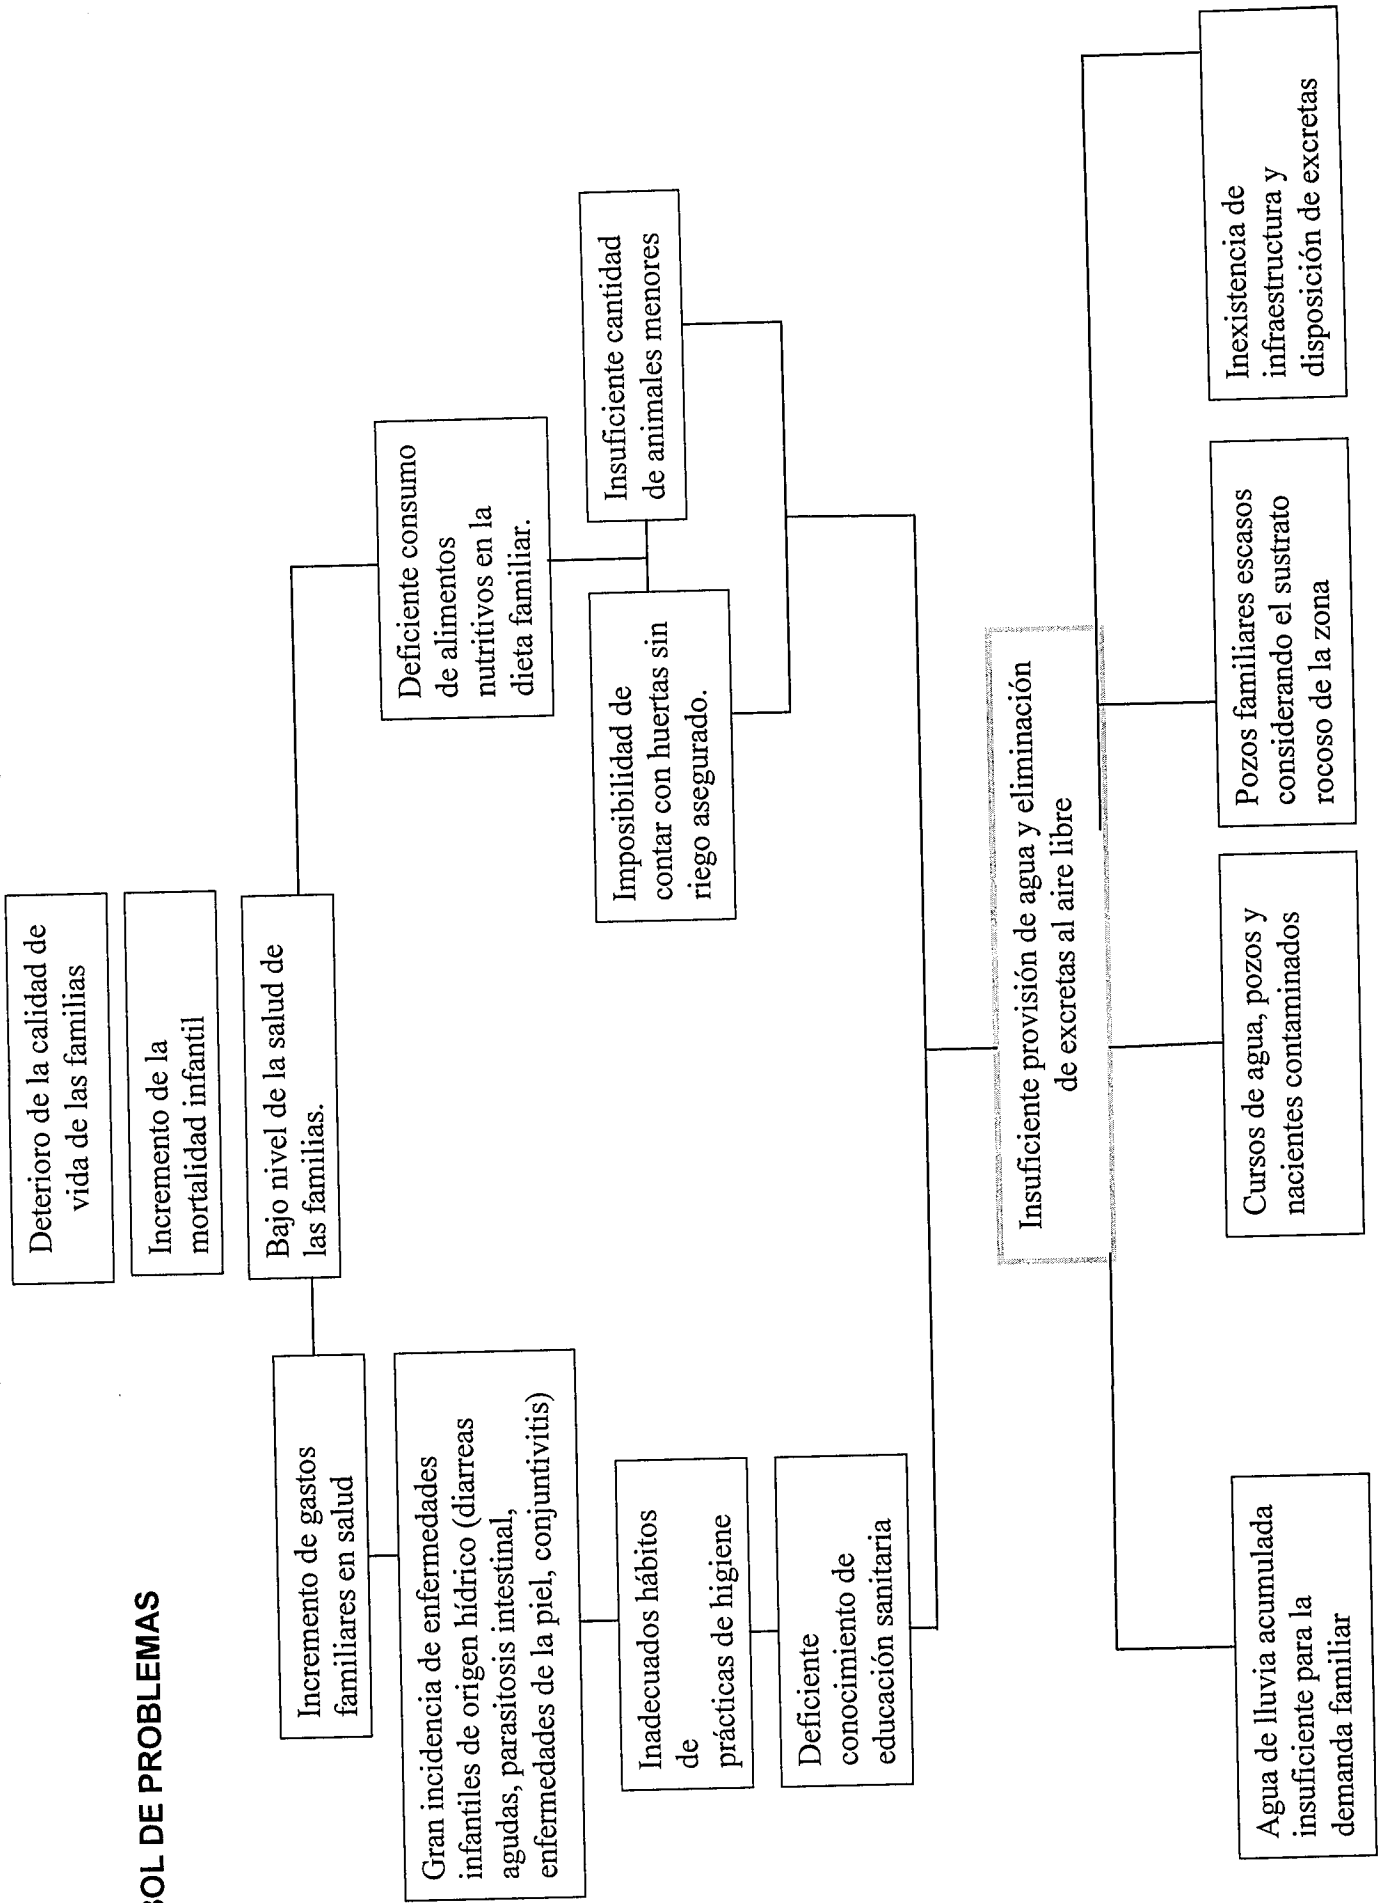 BOL DE PROBLEMAS
Deterioro de la calidad de
vida de las familias
Incremento de la
mortalidad infantil
Bajo nivel de la salud de
las familias.
Incremento de gastos
familiares en salud
Gran incidencia de enfermedades
infantiles de origen hídrico (diarreas
agudas, parasitosis intestinal,
enfermedades de la piel, conjuntivitis)
Inadecuados hábitos
de
prácticas de higiene
Deficiente
conocimiento de
educación sanitaria
Deficiente consumo
de alimentos
nutritivos en la
dieta familiar.
Imposibilidad de
contar con huertas sin
riego asegurado.
Insuficiente cantidad
de animales menores
Insuficiente provisión de agua y eliminación
de excretas al aire libre
Agua de lluvia acumulada
insuficiente para la
demanda familiar
Cursos de agua, pozos y
nacientes contaminados
Pozos familiares escasos
considerando el sustrato
rocoso de la zona
Inexistencia de
infraestructura y
disposición de excretas